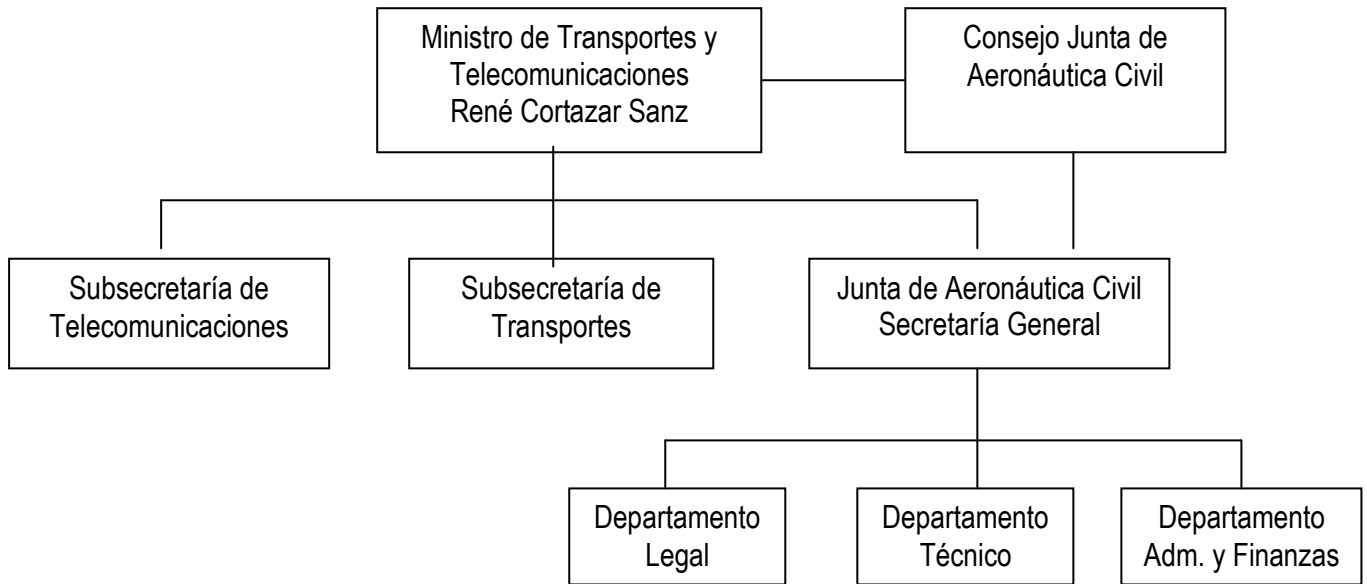 Ministro de Transportes y
Telecomunicaciones
René Cortazar Sanz
Consejo Junta de
Aeronáutica Civil
Subsecretaría de
Telecomunicaciones
Subsecretaría de
Transportes
Junta de Aeronáutica Civil
Secretaría General
Departamento
Legal
Departamento
Técnico
Departamento
Adm. y Finanzas